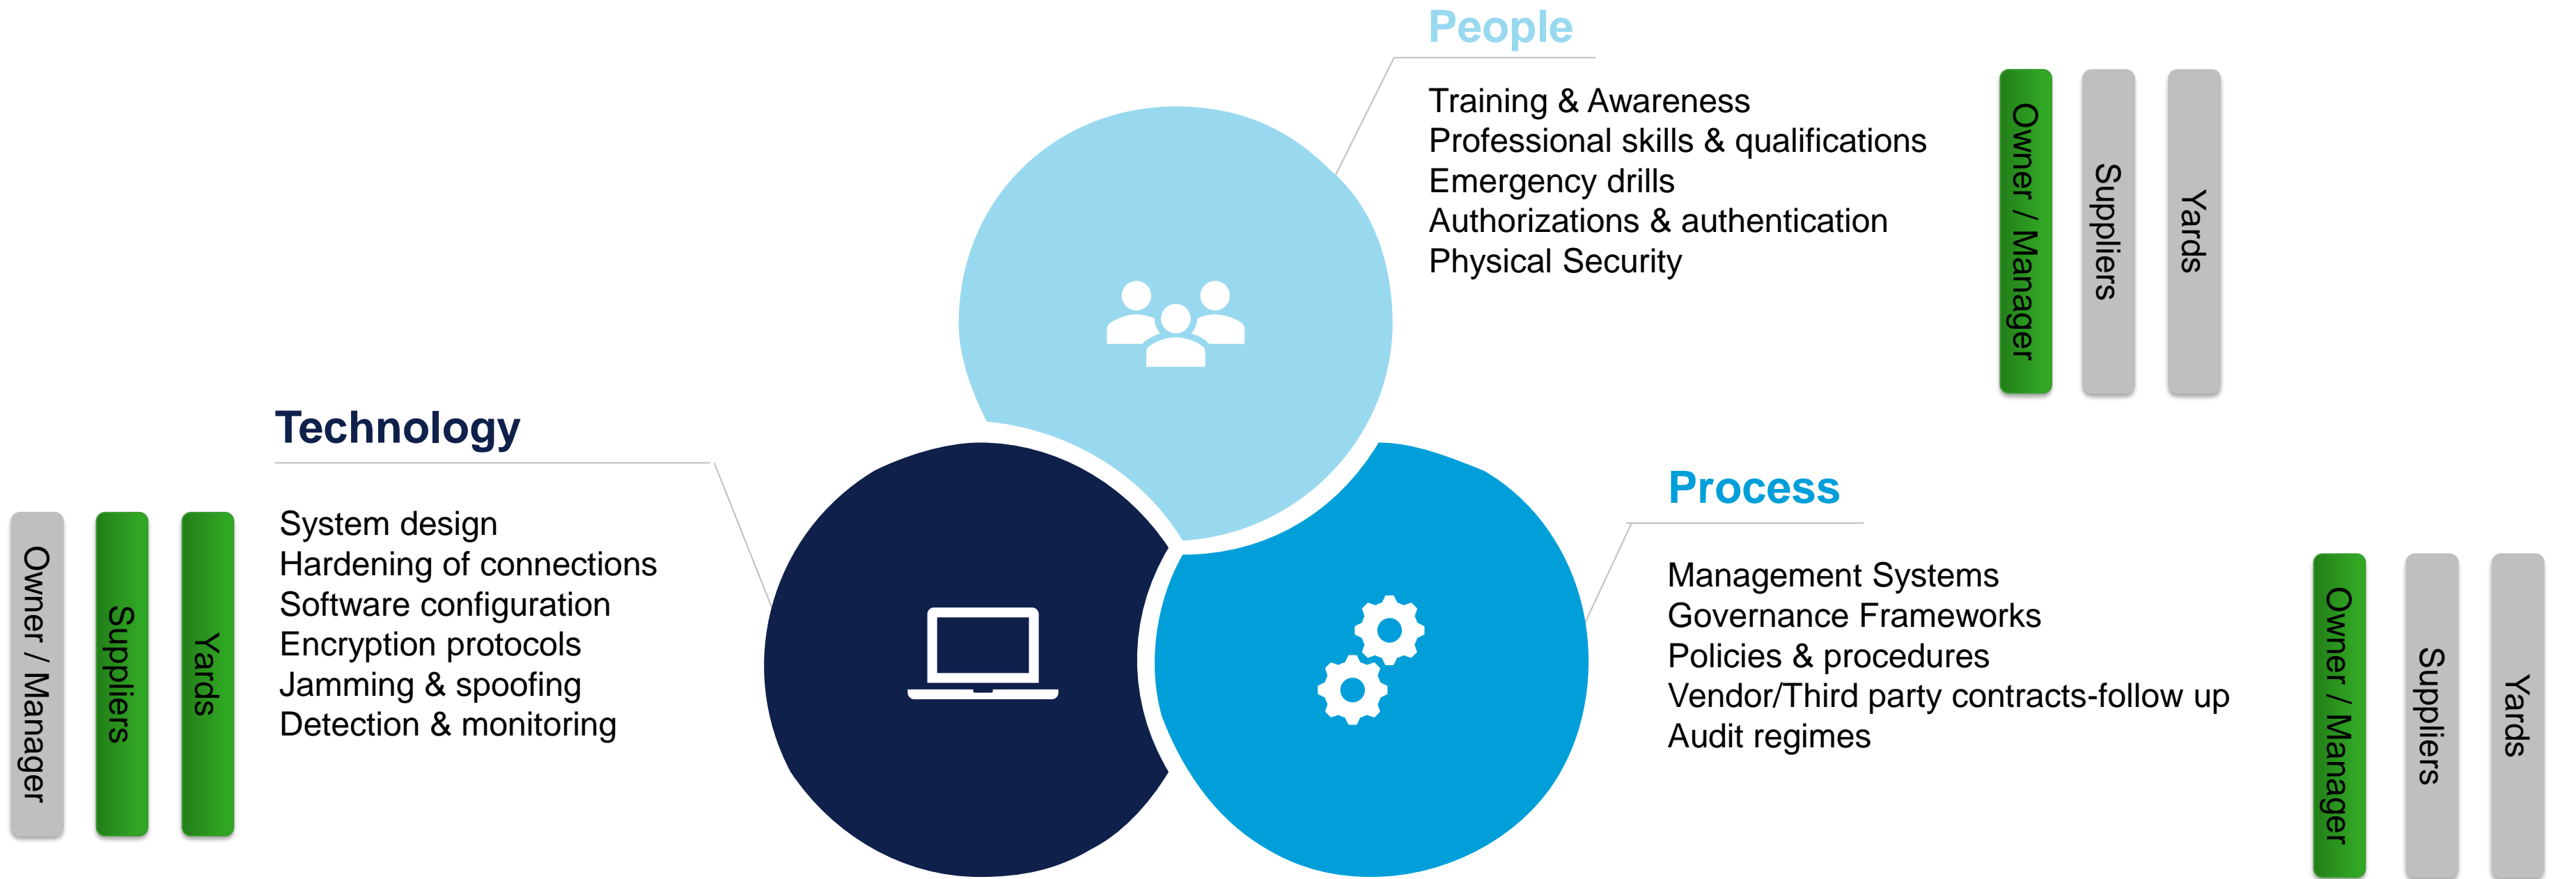 People
Training & Awareness
Professional skills & qualifications
Emergency drills
Authorizations & authentication
Physical Security
Owner / Manager
Suppliers
Yards
Technology
System design
Hardening of connections
Software configuration
Encryption protocols
Jamming & spoofing
Detection & monitoring
Owner / Manager
Suppliers
Yards
Process
Management Systems
Governance Frameworks
Policies & procedures
Vendor/Third party contracts-follow up
Audit regimes
Owner / Manager
Suppliers
Yards